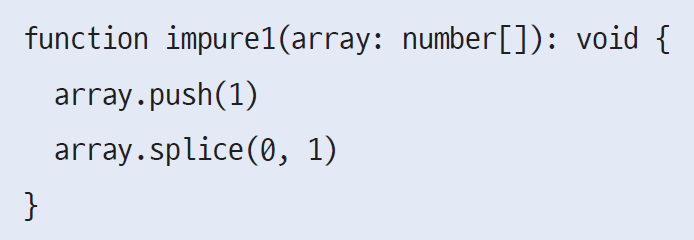 function impure1(array: number[]): void {
  array.push(1)
  array.splice(0, 1)
}